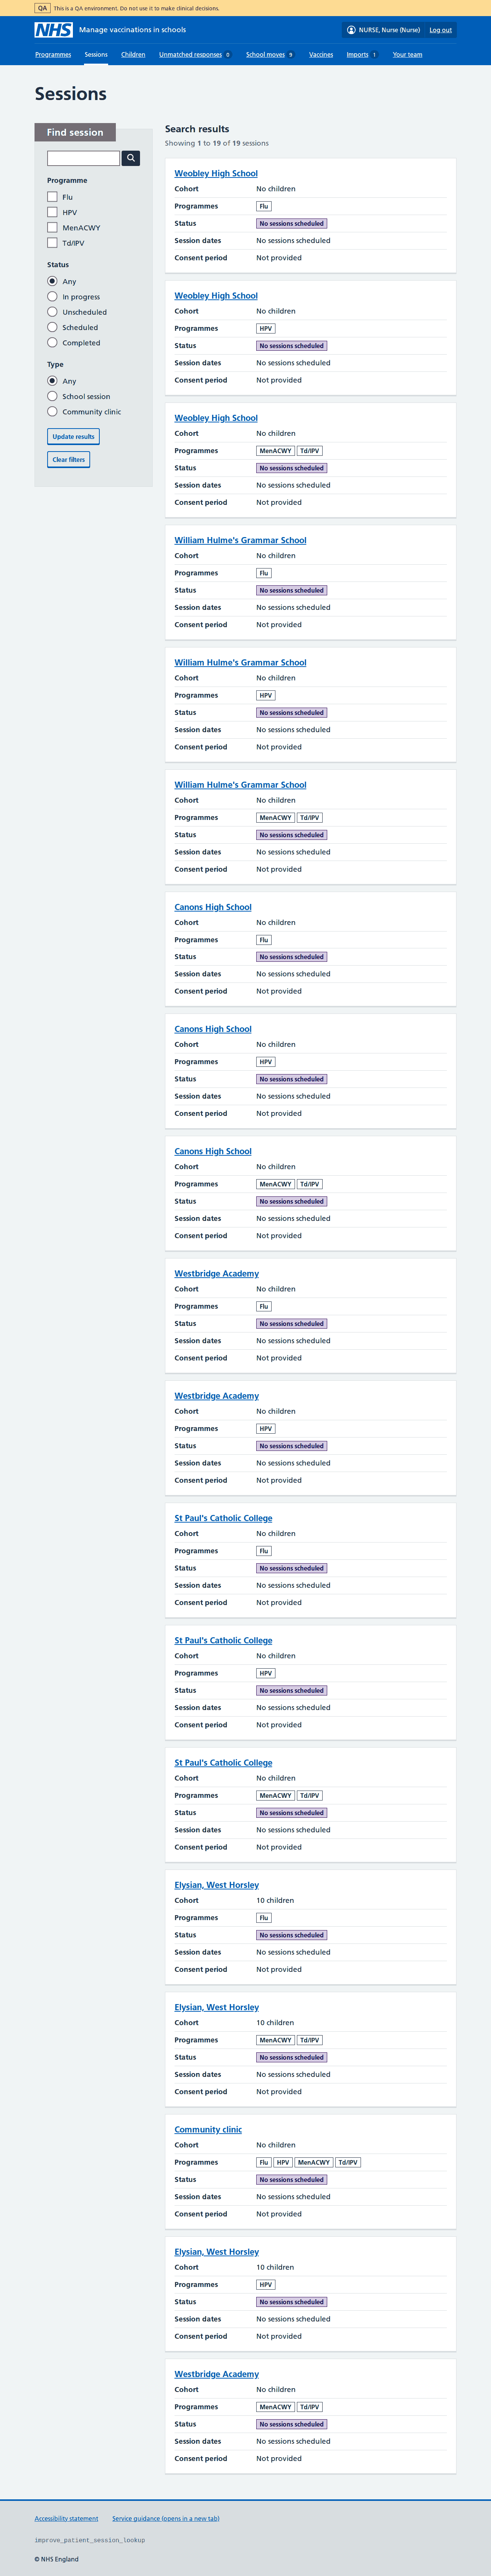 QA This is a QA environment. Do not use it to make clinical decisions.
NHS Manage vaccinations in schools NURSE, Nurse (Nurse) Log out
Programmes Sessions Children Unmatched responses 0 School moves 9 Vaccines Imports 1 Your team
Sessions
Find session
Programme
Flu
HPV
MenACWY
Td/IPV
Status
Any
In progress
Unscheduled
Scheduled
Completed
Type
Any
School session
Community clinic
Update results
Clear filters
Search results
Showing 1 to 19 of 19 sessions
Weobley High School
Cohort No children
Programmes Flu
Status No sessions scheduled
Session dates No sessions scheduled
Consent period Not provided
Weobley High School
Cohort No children
Programmes HPV
Status No sessions scheduled
Session dates No sessions scheduled
Consent period Not provided
Weobley High School
Cohort No children
Programmes MenACWY Td/IPV
Status No sessions scheduled
Session dates No sessions scheduled
Consent period Not provided
William Hulme's Grammar School
Cohort No children
Programmes Flu
Status No sessions scheduled
Session dates No sessions scheduled
Consent period Not provided
William Hulme's Grammar School
Cohort No children
Programmes HPV
Status No sessions scheduled
Session dates No sessions scheduled
Consent period Not provided
William Hulme's Grammar School
Cohort No children
Programmes MenACWY Td/IPV
Status No sessions scheduled
Session dates No sessions scheduled
Consent period Not provided
Canons High School
Cohort No children
Programmes Flu
Status No sessions scheduled
Session dates No sessions scheduled
Consent period Not provided
Canons High School
Cohort No children
Programmes HPV
Status No sessions scheduled
Session dates No sessions scheduled
Consent period Not provided
Canons High School
Cohort No children
Programmes MenACWY Td/IPV
Status No sessions scheduled
Session dates No sessions scheduled
Consent period Not provided
Westbridge Academy
Cohort No children
Programmes Flu
Status No sessions scheduled
Session dates No sessions scheduled
Consent period Not provided
Westbridge Academy
Cohort No children
Programmes HPV
Status No sessions scheduled
Session dates No sessions scheduled
Consent period Not provided
St Paul's Catholic College
Cohort No children
Programmes Flu
Status No sessions scheduled
Session dates No sessions scheduled
Consent period Not provided
St Paul's Catholic College
Cohort No children
Programmes HPV
Status No sessions scheduled
Session dates No sessions scheduled
Consent period Not provided
St Paul's Catholic College
Cohort No children
Programmes MenACWY Td/IPV
Status No sessions scheduled
Session dates No sessions scheduled
Consent period Not provided
Elysian, West Horsley
Cohort 10 children
Programmes Flu
Status No sessions scheduled
Session dates No sessions scheduled
Consent period Not provided
Elysian, West Horsley
Cohort 10 children
Programmes MenACWY Td/IPV
Status No sessions scheduled
Session dates No sessions scheduled
Consent period Not provided
Community clinic
Cohort No children
Programmes Flu HPV MenACWY Td/IPV
Status No sessions scheduled
Session dates No sessions scheduled
Consent period Not provided
Elysian, West Horsley
Cohort 10 children
Programmes HPV
Status No sessions scheduled
Session dates No sessions scheduled
Consent period Not provided
Westbridge Academy
Cohort No children
Programmes MenACWY Td/IPV
Status No sessions scheduled
Session dates No sessions scheduled
Consent period Not provided
Accessibility statement Service guidance (opens in a new tab)
improve_patient_session_lookup
© NHS England